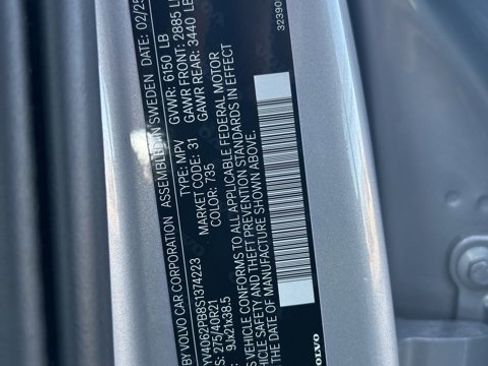 BY VOLVO CAR CORPORATION
ASSEMBLED IN SWEDEN DATE: 02/25
GVWR: 6150 LB
GAWR FRONT: 2885 L
GAWR REAR: 3440 LB
YV4062PB8S1374223 TYPE: MPV
MARKET CODE: 31
S: 275/40R21 COLOR: 735
9Jx21x38.5
VEHICLE CONFORMS TO ALL APPLICABLE FEDERAL MOTOR
VEHICLE SAFETY AND THEFT PREVENTION STANDARDS IN EFFECT
DATE OF MANUFACTURE SHOWN ABOVE.
32390
VOLVO